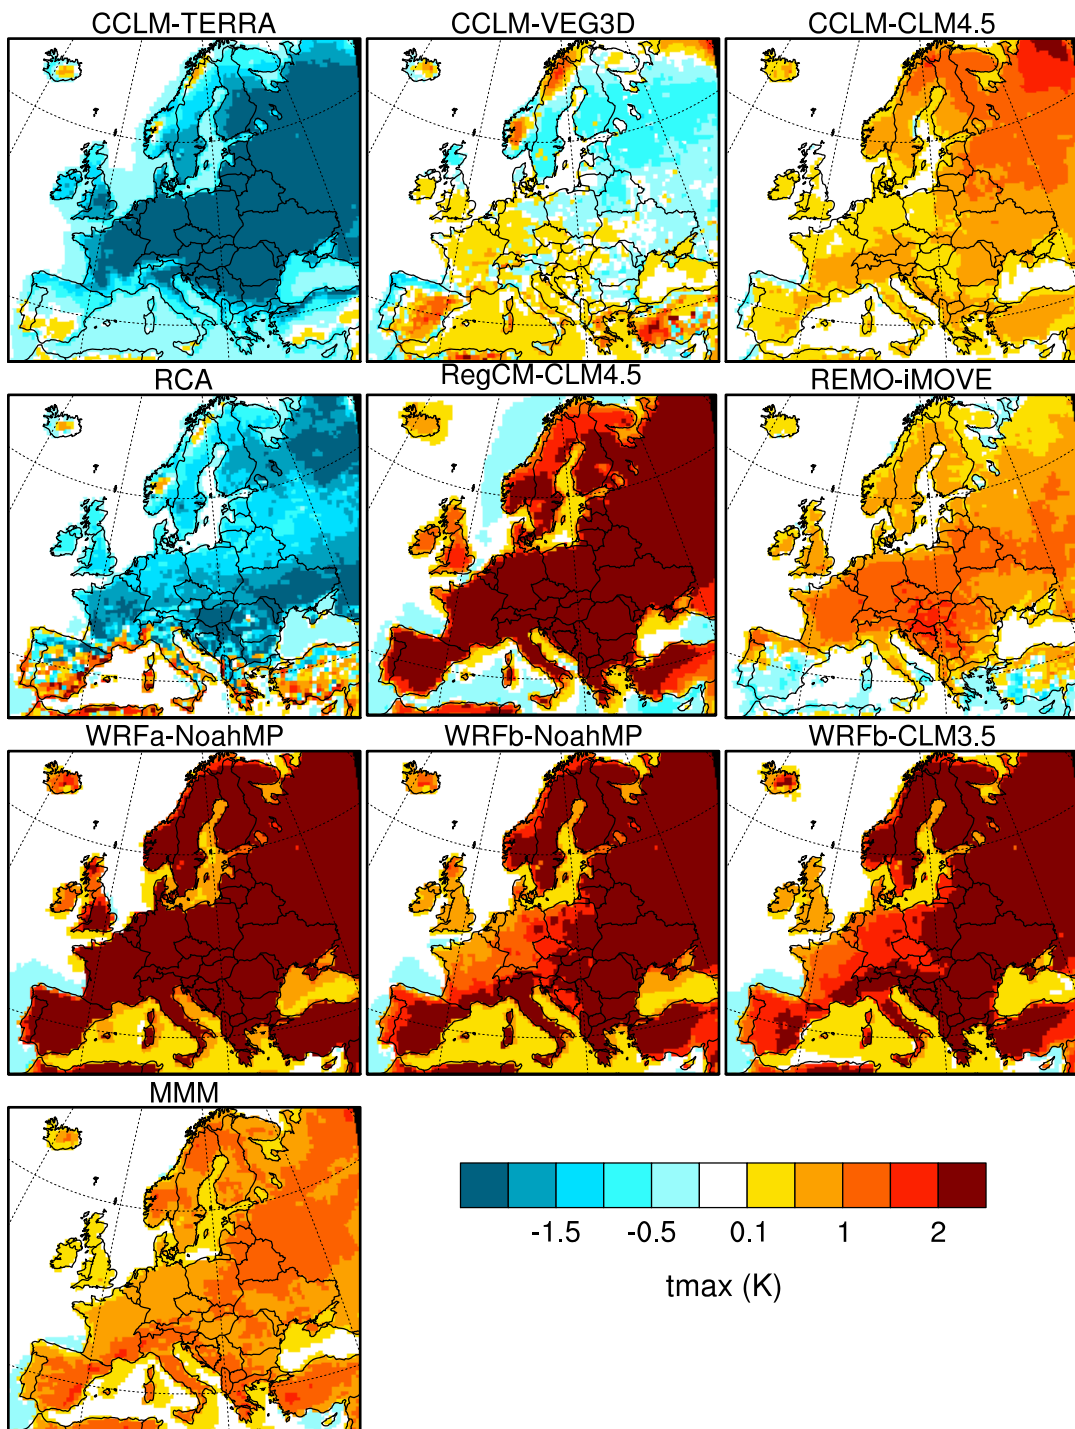 CCLM-TERRA CCLM-VEG3D CCLM-CLM4.5
RCA RegCM-CLM4.5 REMO-iMOVE
WRFa-NoahMP WRFb-NoahMP WRFb-CLM3.5
MMM
-1.5 -0.5 0.1 1 2
tmax (K)